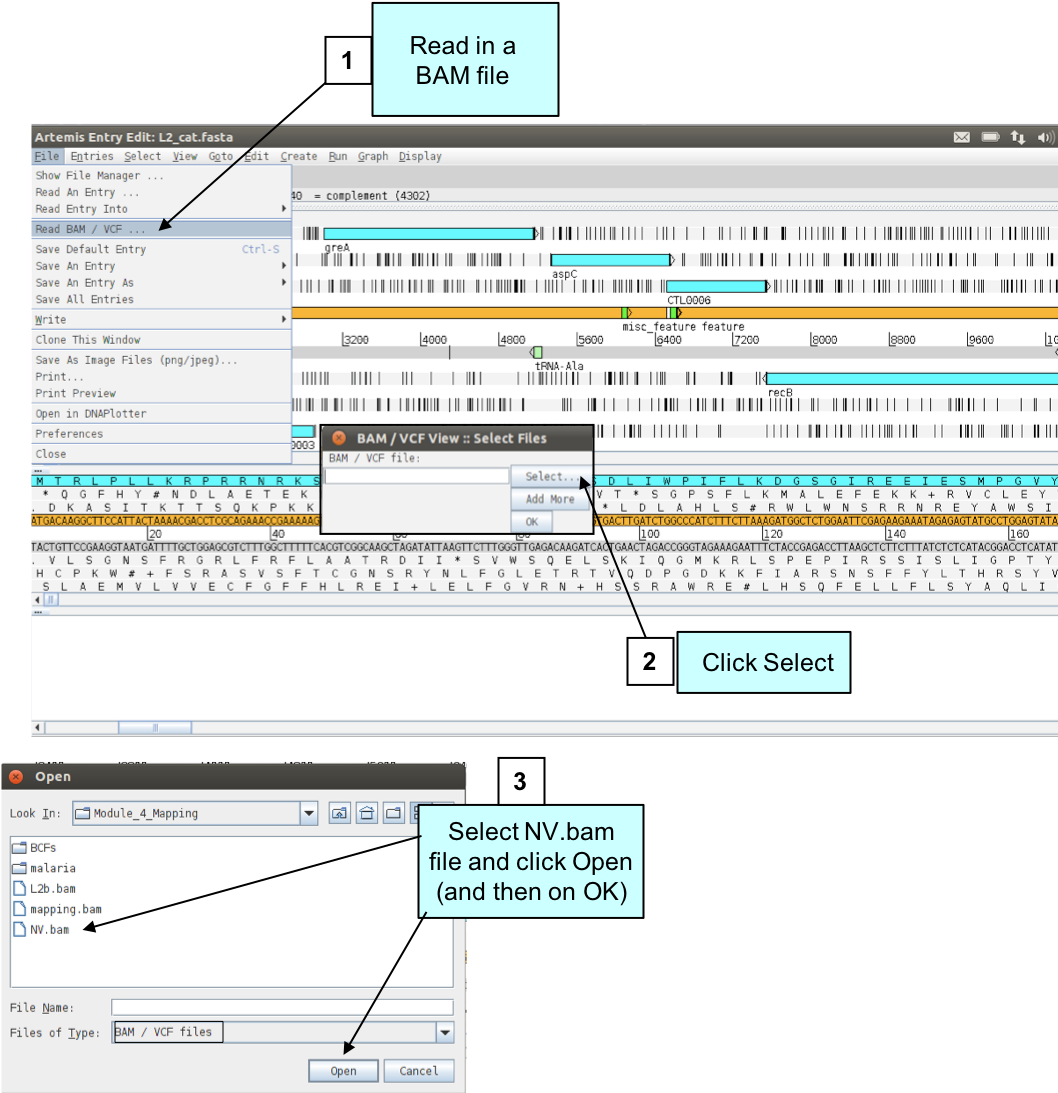 1
Read in a
BAM file
Artemis Entry Edit: L2_cat.fasta
File Entries Select View Goto Edit Create Run Graph Display
Show File Manager ...
Read An Entry ...
Read Entry Into
Read BAM / VCF ...
Save Default Entry Ctrl-S
Save An Entry
Save An Entry As
Save All Entries
Write
Clone This Window
Save As Image Files (png/jpeg)...
Print...
Print Preview
Open in DNAPlotter
Preferences
Close
40 = complement (4302)
greA
aspC
CTL0006
misc_feature feature
3200 4000 4800 5600 6400 7200 8000 8800 9600
tRNA-Ala
recB
0003
BAM / VCF View :: Select Files
BAM / VCF file:
Select...
Add More
OK
M T R L P L L K R P R R N R K S D L I W P I F L K D G S G I R E E I E S M P G V Y
* Q G F H Y # N D L A E T E K V T * S G P S F L K M A L E F E K K + R V C L E Y
. D K A S I T K T T S Q K P K K * L D L A H L S # R W L W N S R R N R E Y A W S I
20 100 120 140 160
. V L S G N S F R G R L F R F L A A T R D I I * S V W S Q E L S K I Q G M K R L S P E P I R S S I S L I G P T Y
H C P K W # + F S R A S V S F T C G N S R Y N L F G L E T R T V Q D P G D K K F I A R S N S F F Y L T H R S Y V
S L A E M V L V V E C F G F F H L R E I + L E L F G V R N + H S S R A W R E # L H S Q F E L L F L S Y A Q L I
2
Click Select
Open
Look In: Module_4_Mapping
BCFs
malaria
L2b.bam
mapping.bam
NV.bam
File Name:
Files of Type: BAM / VCF files
Open Cancel
3
Select NV.bam
file and click Open
(and then on OK)